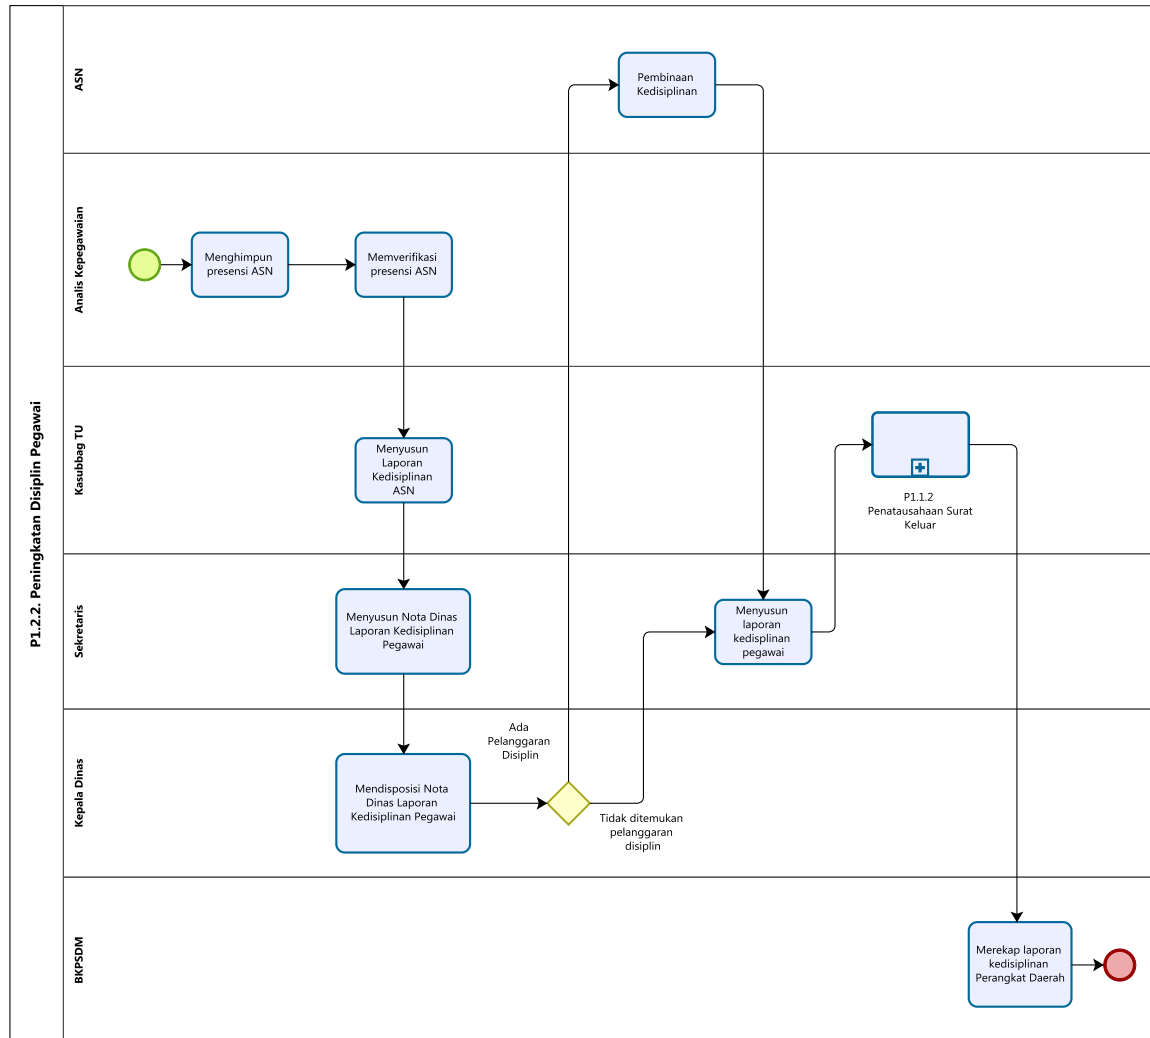 P1.2.2. Peningkatan Disiplin Pegawai
ASN
Pembinaan
Kedisiplinan
Analis Kepegawaian
Menghimpun
presensi ASN
Memverifikasi
presensi ASN
Kasubbag TU
Menyusun
Laporan
Kedisiplinan
ASN
P1.1.2
Penatausahaan Surat
Keluar
Sekretaris
Menyusun Nota Dinas
Laporan Kedisiplinan
Pegawai
Menyusun
laporan
kedisplinan
pegawai
Kepala Dinas
Mendisposisi Nota
Dinas Laporan
Kedisiplinan Pegawai
Ada
Pelanggaran
Disiplin
Tidak ditemukan
pelanggaran
disiplin
BKPSDM
Merekap laporan
kedisiplinan
Perangkat Daerah